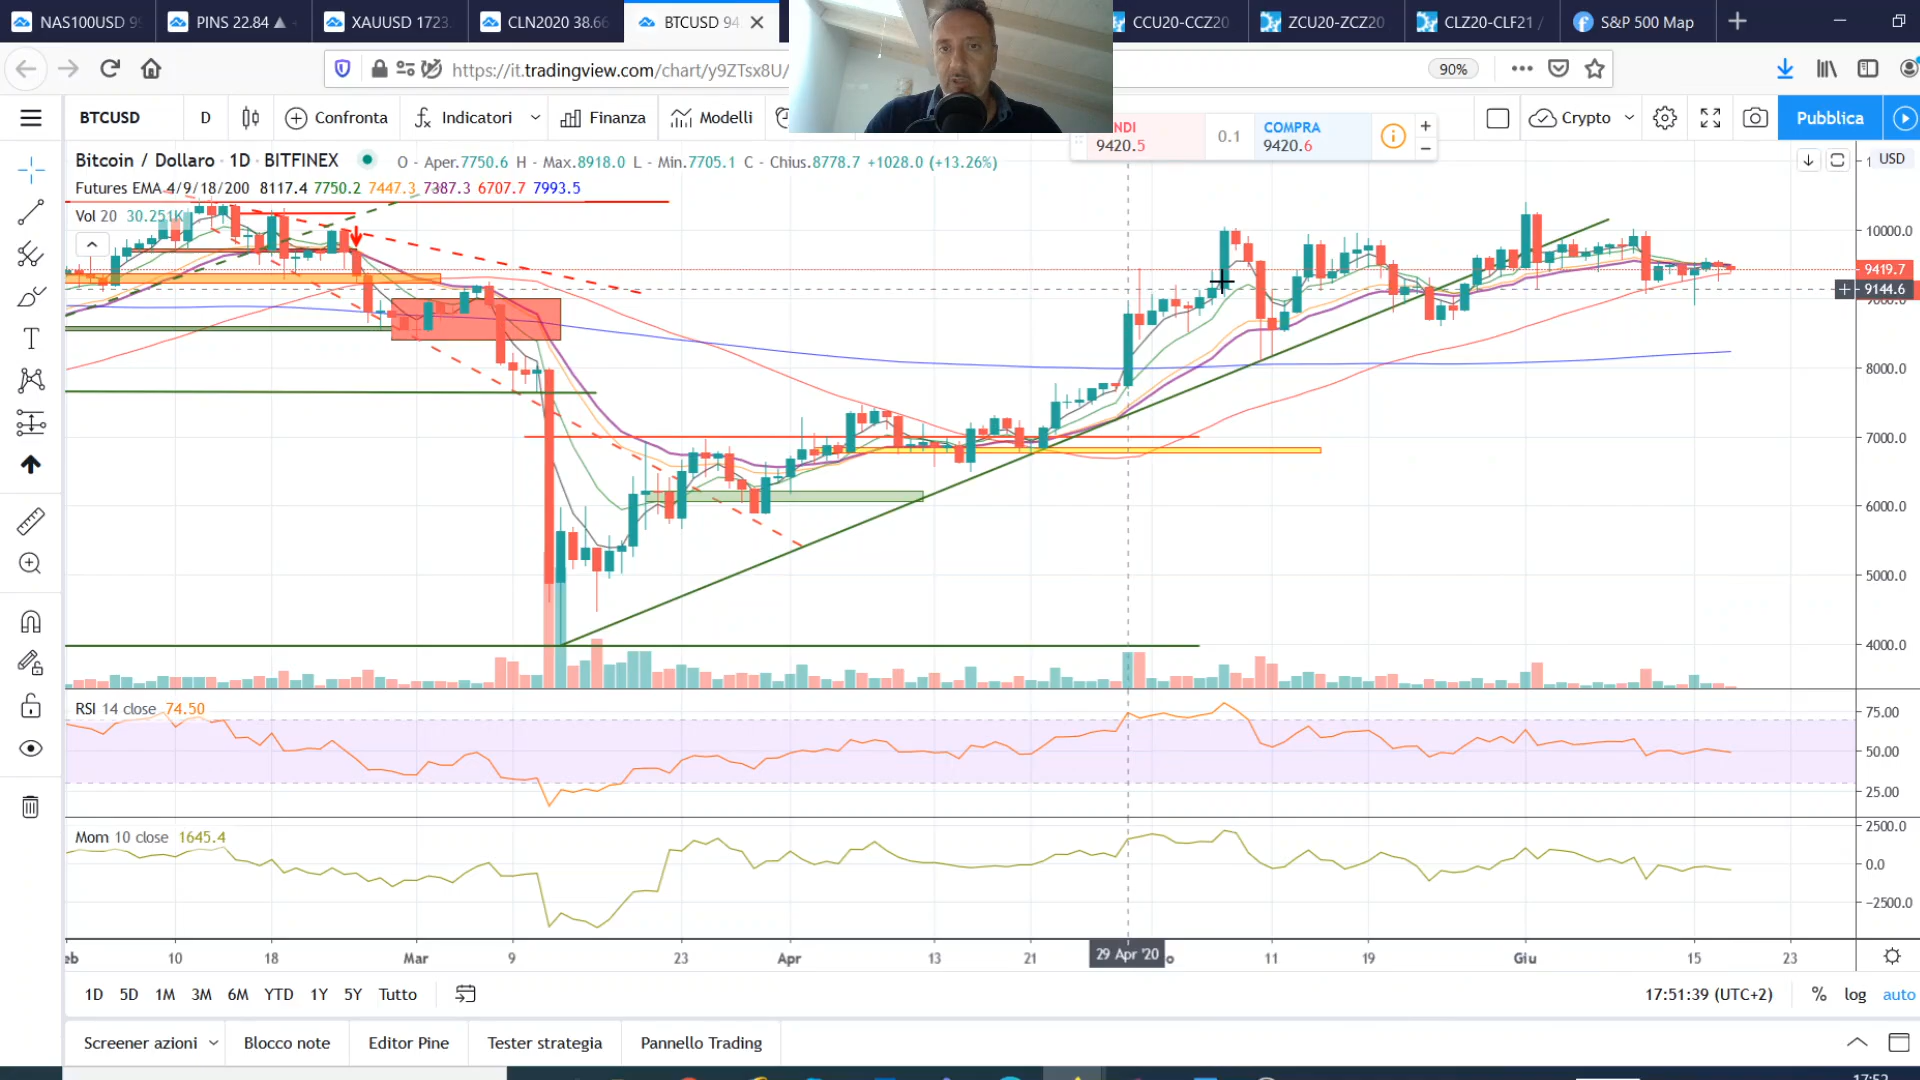 NAS100USD 99
PINS 22.84
XAUUSD 1723.
CLN2020 38.66
BTCUSD 94
CCU20-CCZ20
ZCU20-ZCZ20
CLZ20-CLF21 /
S&P 500 Map
https://it.tradingview.com/chart/y9ZTsx8U/
90%
BTCUSD
D
Confronta
Indicatori
Finanza
Modelli
Crypto
Pubblica
NDI
9420.5
0.1
COMPRA
9420.6
Bitcoin / Dollaro · 1D · BITFINEX
O - Aper.7750.6 H - Max.8918.0 L - Min.7705.1 C - Chius.8778.7 +1028.0 (+13.26%)
USD
Futures EMA 4/9/18/200 8117.4 7750.2 7447.3 7387.3 6707.7 7993.5
Vol 20 30.251K
10000.0
9419.7
9144.6
8000.0
7000.0
6000.0
5000.0
4000.0
RSI 14 close 74.50
75.00
50.00
25.00
Mom 10 close 1645.4
2500.0
0.0
−2500.0
eb
10
18
Mar
9
23
Apr
13
21
29 Apr '20
11
19
Giu
15
23
1D 5D 1M 3M 6M YTD 1Y 5Y Tutto
17:51:39 (UTC+2)
%
log
auto
Screener azioni
Blocco note
Editor Pine
Tester strategia
Pannello Trading